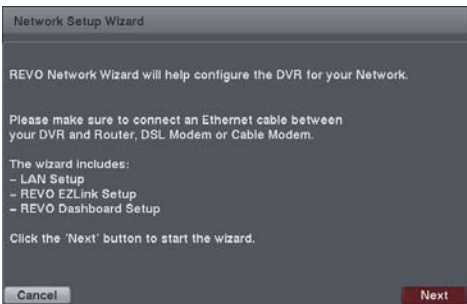 Network Setup Wizard
REVO Network Wizard will help configure the DVR for your Network.
Please make sure to connect an Ethernet cable between
your DVR and Router, DSL Modem or Cable Modem.
The wizard includes:
– LAN Setup
– REVO EZLink Setup
– REVO Dashboard Setup
Click the 'Next' button to start the wizard.
Cancel
Next